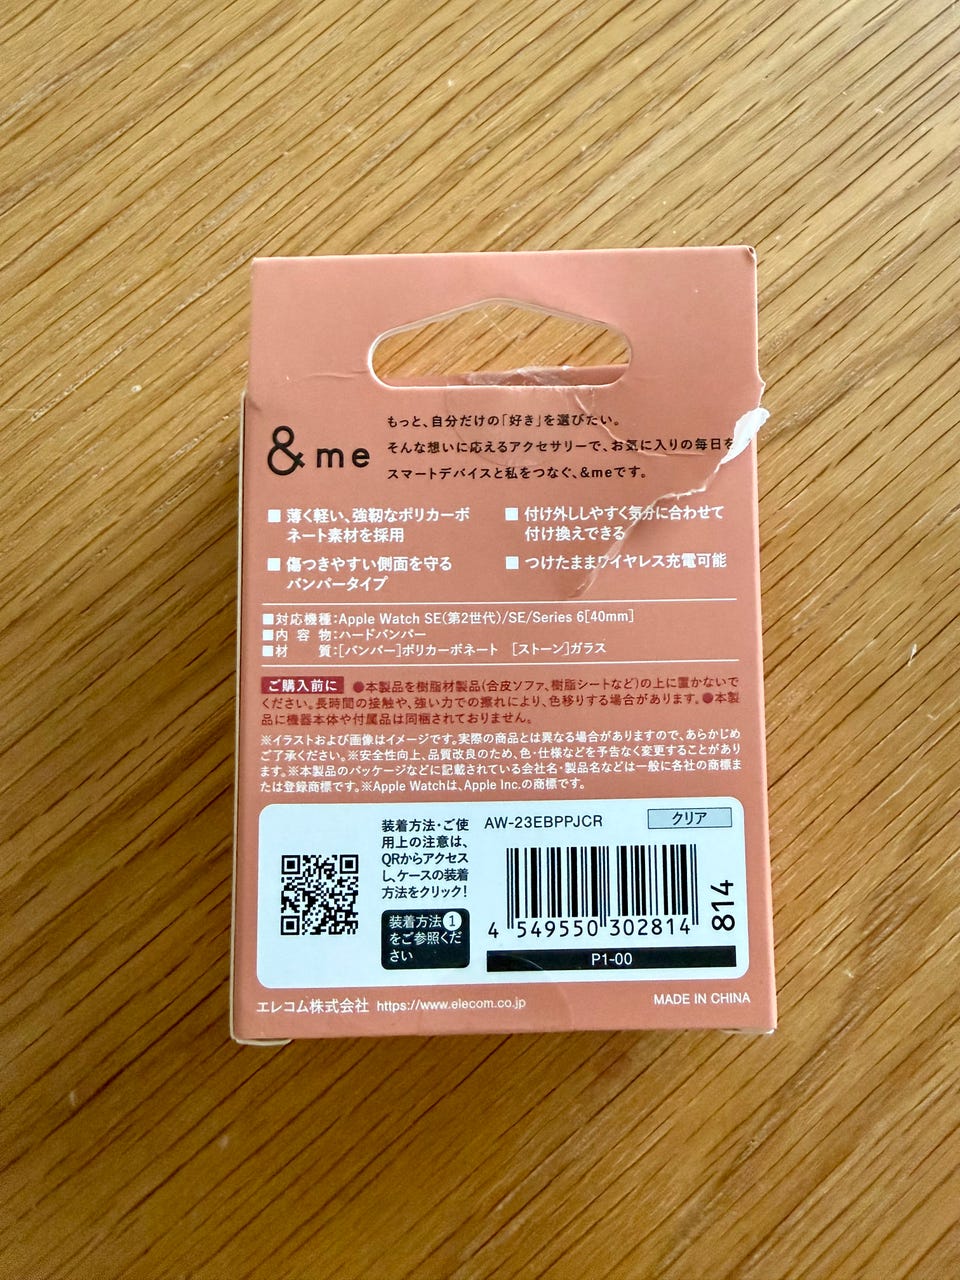 &me
もっと、自分だけの「好き」を選びたい。
そんな想いに応えるアクセサリーで、お気に入りの毎日を
スマートデバイスと私をつなぐ、&meです。
■ 薄く軽い、強靭なポリカーボ
ネート素材を採用
■ 傷つきやすい側面を守る
バンパータイプ
■ 付け外ししやすく気分に合わせて
付け換えできる
■ つけたままワイヤレス充電可能
■対応機種:Apple Watch SE(第2世代)/SE/Series 6[40mm]
■内容物:ハードバンパー
■材質:[バンパー]ポリカーボネート [ストーン]ガラス
ご購入前に ●本製品を樹脂材製品(合皮ソファ、樹脂シートなど)の上に置かないで
ください。長時間の接触や、強い力での擦れにより、色移りする場合があります。●本製
品に機器本体や付属品は同梱されておりません。
※イラストおよび画像はイメージです。実際の商品とは異なる場合がありますので、あらかじめ
ご了承ください。※安全性向上、品質改良のため、色・仕様などを予告なく変更することがあり
ます。※本製品のパッケージなどに記載されている会社名・製品名などは一般に各社の商標ま
たは登録商標です。※Apple Watchは、Apple Inc.の商標です。
装着方法・ご使
用上の注意は、
QRからアクセス
し、ケースの装着
方法をクリック!
装着方法1
をご参照くだ
さい
AW-23EBPPJCR クリア
4 549550 302814
814
P1-00
エレコム株式会社 https://www.elecom.co.jp
MADE IN CHINA